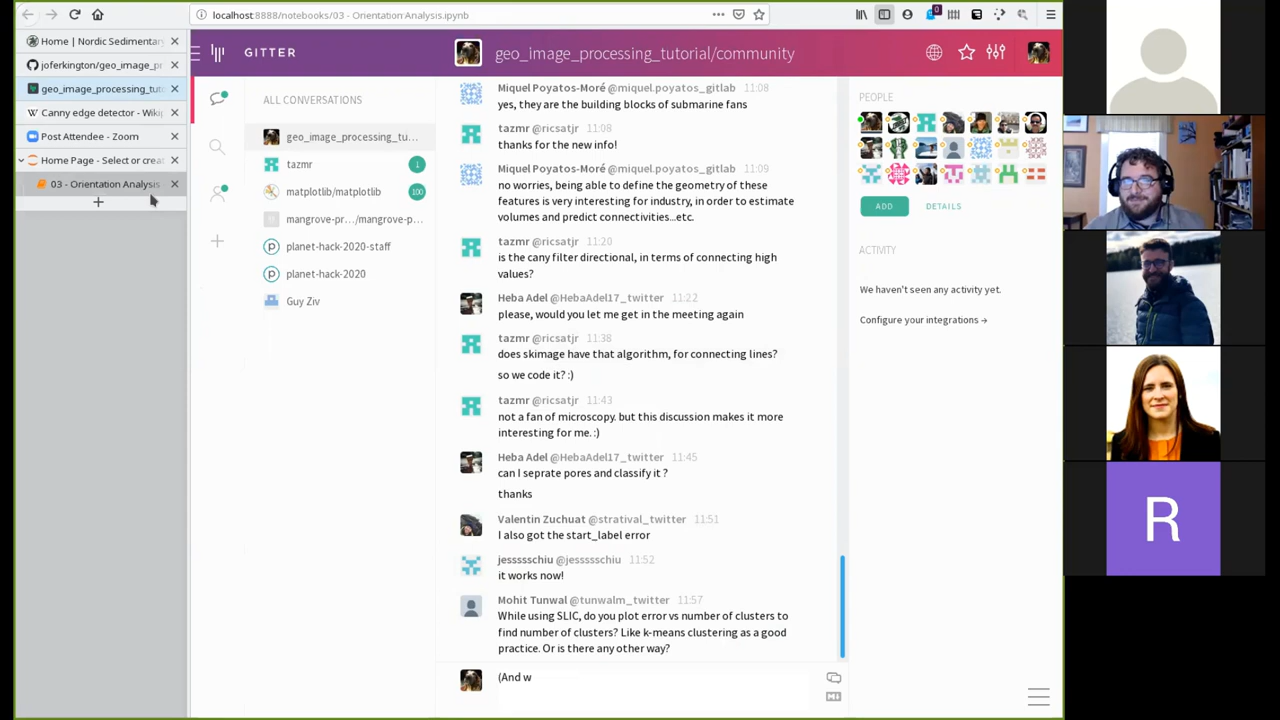 localhost:8888/notebooks/03 - Orientation Analysis.ipynb
0
Home | Nordic Sedimentar
joferkington/geo_image_pr
geo_image_processing_tuto
Canny edge detector - Wiki
Post Attendee - Zoom
Home Page - Select or creat
03 - Orientation Analysis
GITTER
geo_image_processing_tutorial/community
ALL CONVERSATIONS
geo_image_processing_tu...
tazmr
1
matplotlib/matplotlib
100
mangrove-pr.../mangrove-p...
planet-hack-2020-staff
planet-hack-2020
Guy Ziv
Miquel Poyatos-Moré @miquel.poyatos_gitlab 11:08
yes, they are the building blocks of submarine fans
tazmr @ricsatjr 11:08
thanks for the new info!
Miquel Poyatos-Moré @miquel.poyatos_gitlab 11:09
no worries, being able to define the geometry of these
features is very interesting for industry, in order to estimate
volumes and predict connectivities...etc.
tazmr @ricsatjr 11:20
is the cany filter directional, in terms of connecting high
values?
Heba Adel @HebaAdel17_twitter 11:22
please, would you let me get in the meeting again
tazmr @ricsatjr 11:38
does skimage have that algorithm, for connecting lines?
so we code it? :)
tazmr @ricsatjr 11:43
not a fan of microscopy. but this discussion makes it more
interesting for me. :)
Heba Adel @HebaAdel17_twitter 11:45
can I seprate pores and classify it ?
thanks
Valentin Zuchuat @stratival_twitter 11:51
I also got the start_label error
jessssschiu @jessssschiu 11:52
it works now!
Mohit Tunwal @tunwalm_twitter 11:57
While using SLIC, do you plot error vs number of clusters to
find number of clusters? Like k-means clustering as a good
practice. Or is there any other way?
(And w
PEOPLE
ADD
DETAILS
ACTIVITY
We haven't seen any activity yet.
Configure your integrations →
R